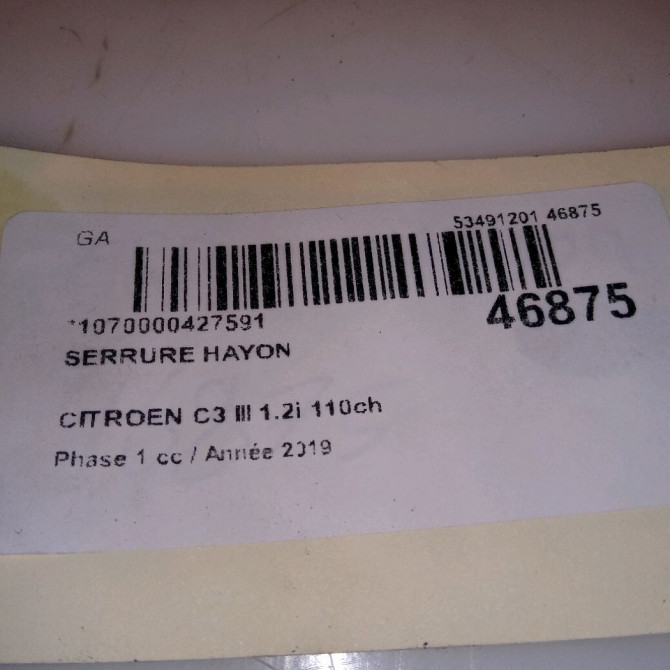 GA
53491201 46875
*1070000427591
46875
SERRURE HAYON
CITROEN C3 III 1.2i 110ch
Phase 1 cc / Année 2019